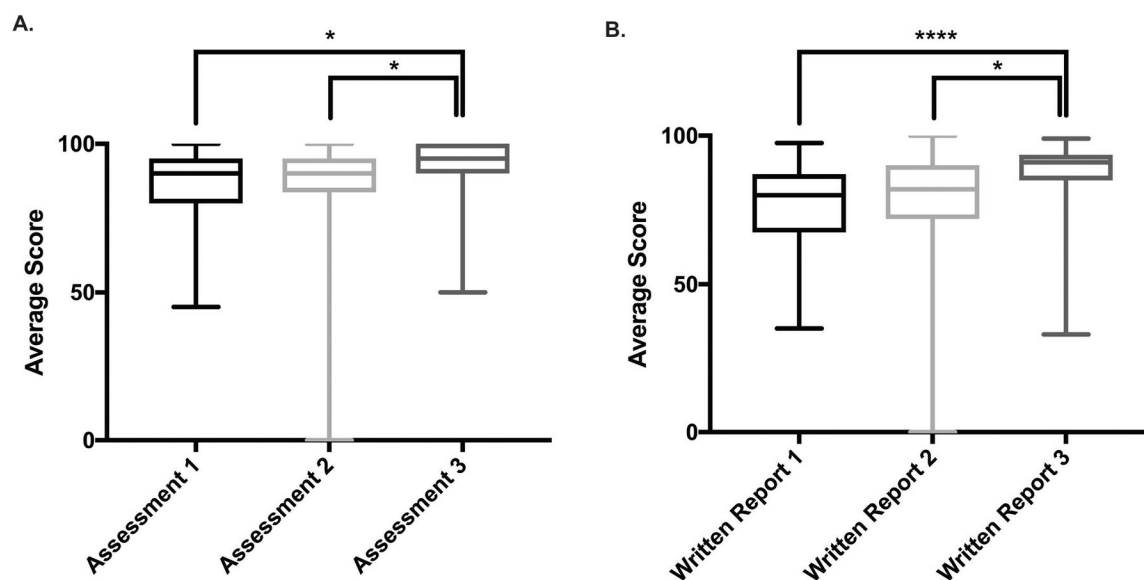 A.
*
*
100
50
0
Average Score
Assessment 1
Assessment 2
Assessment 3
B.
****
*
100
50
0
Average Score
Written Report 1
Written Report 2
Written Report 3